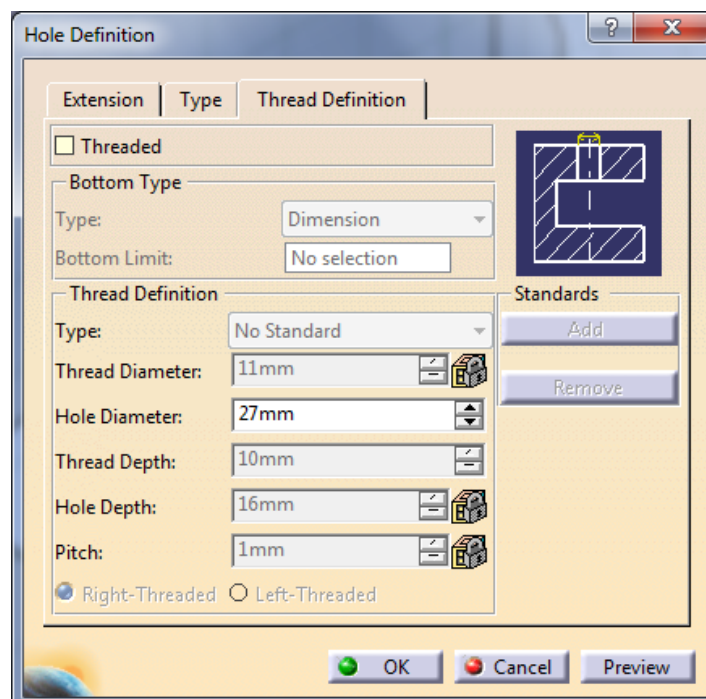 Hole Definition
Extension Type Thread Definition
Threaded
Bottom Type
Type: Dimension
Bottom Limit: No selection
Thread Definition
Type: No Standard
Thread Diameter: 11mm
Hole Diameter: 27mm
Thread Depth: 10mm
Hole Depth: 16mm
Pitch: 1mm
Right-Threaded Left-Threaded
Standards
Add
Remove
OK Cancel Preview